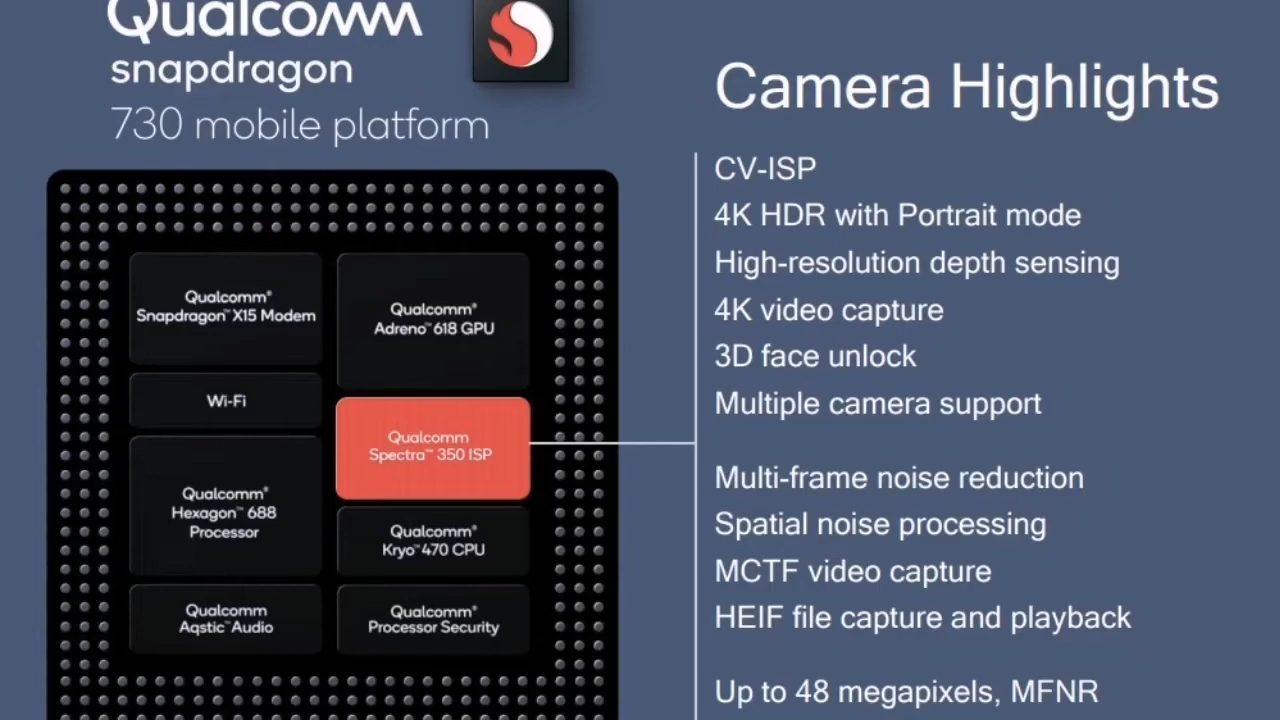 Qualcomm
snapdragon
730 mobile platform
Qualcomm®
Snapdragon™ X15 Modem
Wi-Fi
Qualcomm®
Hexagon™ 688
Processor
Qualcomm
Aqstic™ Audio
Qualcomm®
Adreno™ 618 GPU
Qualcomm
Spectra™ 350 ISP
Qualcomm®
Kryo™ 470 CPU
Qualcomm®
Processor Security
Camera Highlights
CV-ISP
4K HDR with Portrait mode
High-resolution depth sensing
4K video capture
3D face unlock
Multiple camera support
Multi-frame noise reduction
Spatial noise processing
MCTF video capture
HEIF file capture and playback
Up to 48 megapixels, MFNR